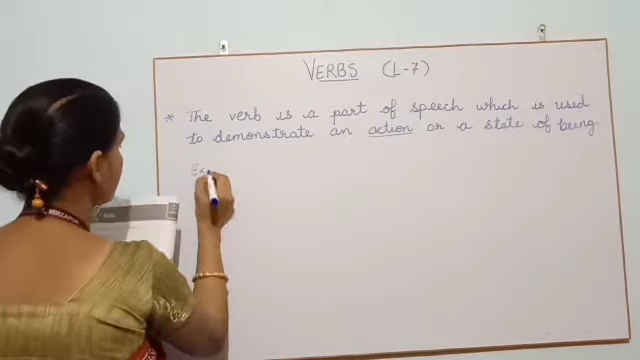 VERBS (L-7)
* The verb is a part of speech which is used
to demonstrate an action or a state of being
Ex